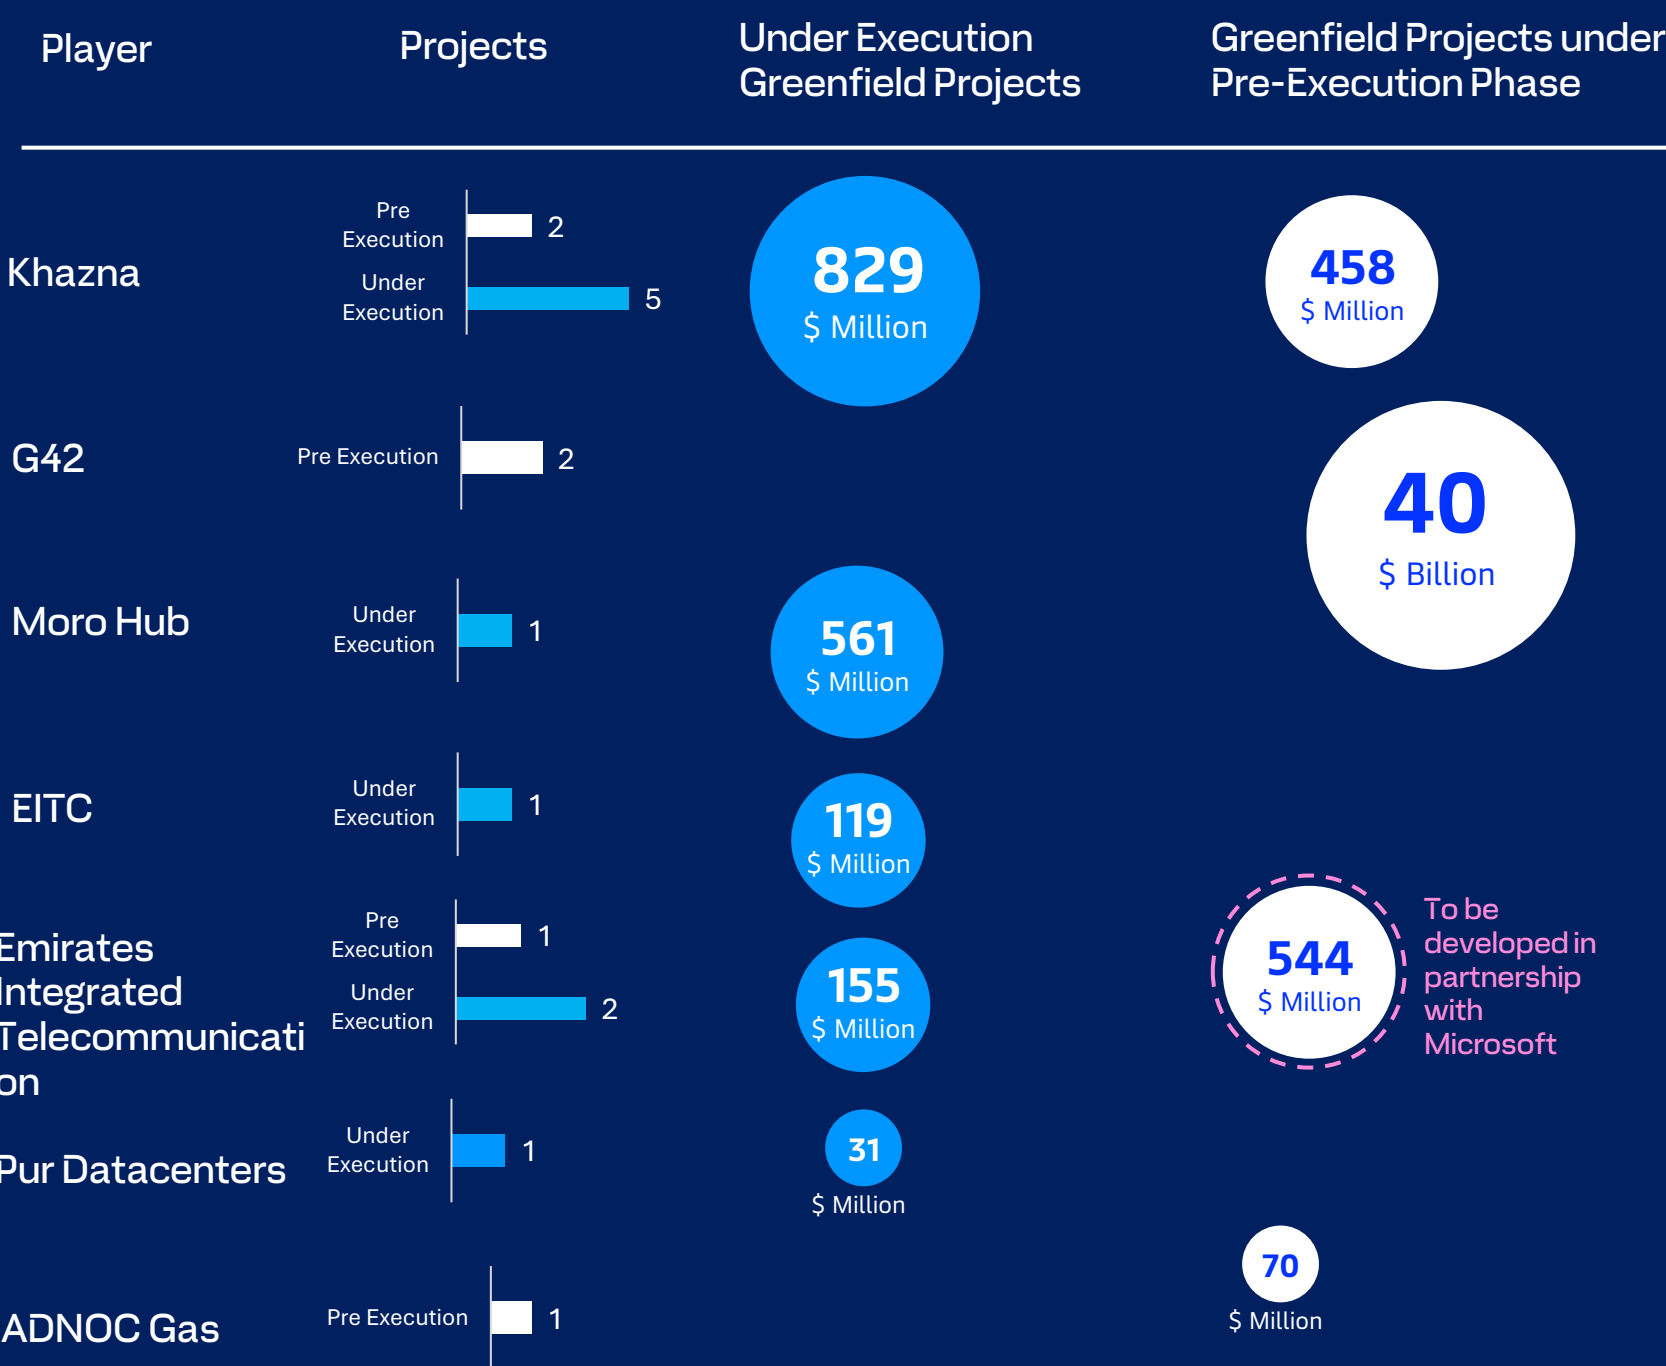 Player
Projects
Under Execution
Greenfield Projects
Greenfield Projects under
Pre-Execution Phase
Khazna
Pre
Execution
2
Under
Execution
5
829
$ Million
458
$ Million
G42
Pre Execution
2
40
$ Billion
Moro Hub
Under
Execution
1
561
$ Million
EITC
Under
Execution
1
119
$ Million
Emirates
Integrated
Telecommunicati
on
Pre
Execution
1
Under
Execution
2
155
$ Million
544
$ Million
To be
developed in
partnership
with
Microsoft
Pur Datacenters
Under
Execution
1
31
$ Million
ADNOC Gas
Pre Execution
1
70
$ Million